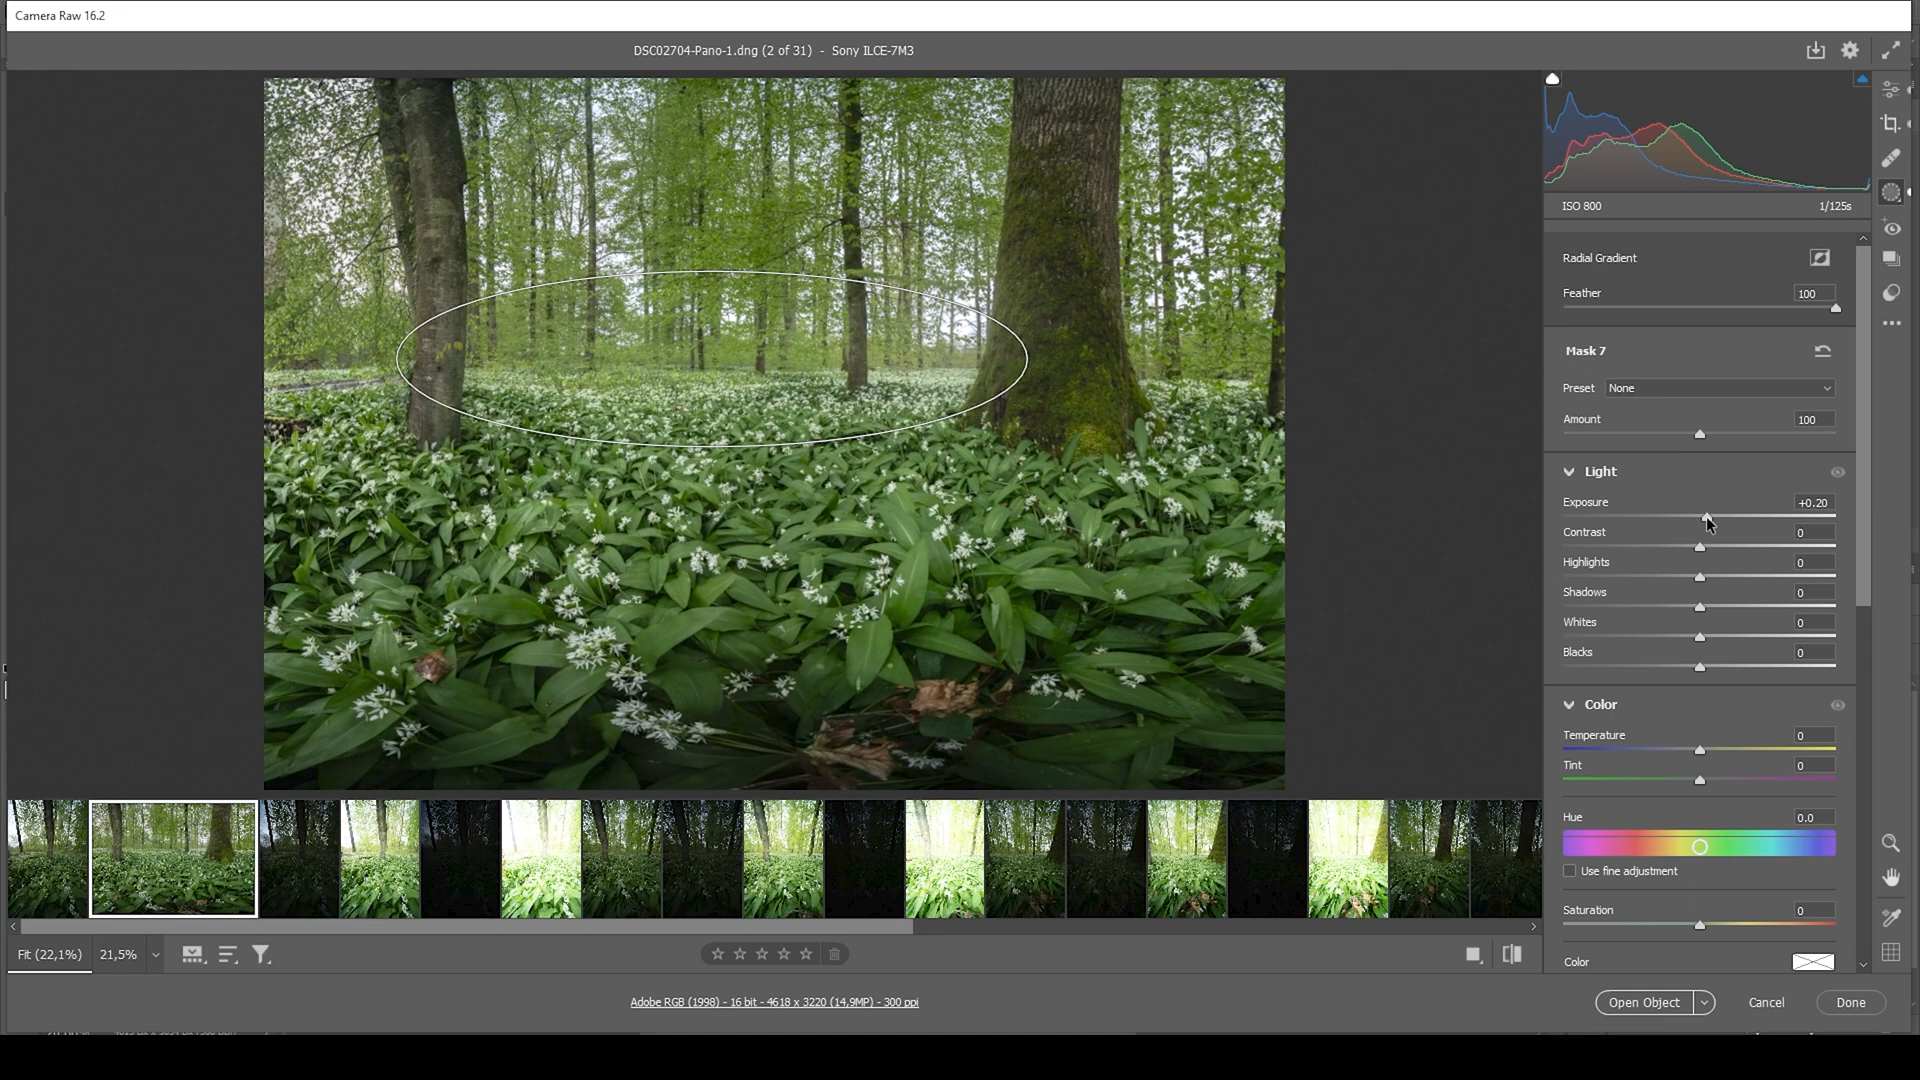 Camera Raw 16.2
DSC02704-Pano-1.dng (2 of 31) - Sony ILCE-7M3
ISO 800 1/125s
Radial Gradient
Feather 100
Mask 7
Preset None
Amount 100
Light
Exposure +0.20
Contrast 0
Highlights 0
Shadows 0
Whites 0
Blacks 0
Color
Temperature 0
Tint 0
Hue 0.0
Use fine adjustment
Saturation 0
Color
Fit (22,1%) 21,5%
Adobe RGB (1998) - 16 bit - 4618 x 3220 (14,9MP) - 300 ppi
Open Object Cancel Done